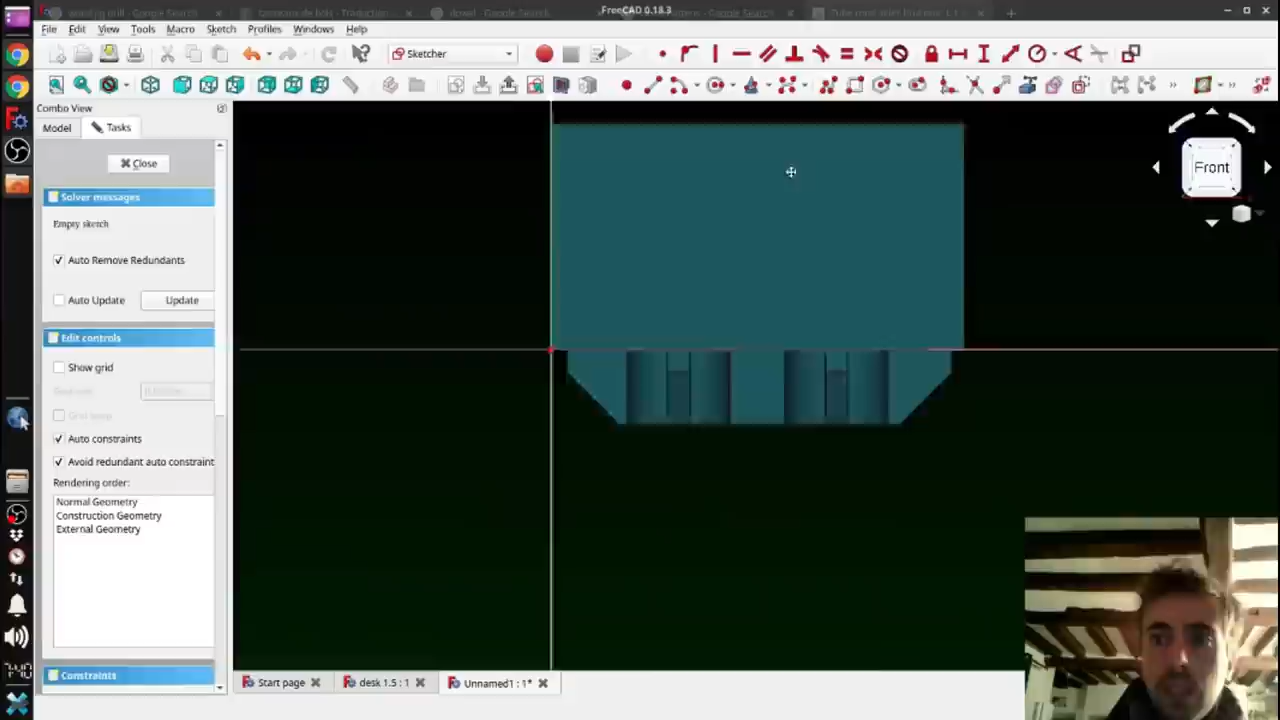 FreeCAD 0.18.3
File Edit View Tools Macro Sketch Profiles Windows Help
Sketcher
Combo View
Model Tasks
Close
Solver messages
Empty sketch
Auto Remove Redundants
Auto Update Update
Edit controls
Show grid
Auto constraints
Avoid redundant auto constraint
Rendering order:
Normal Geometry
Construction Geometry
External Geometry
Constraints
Front
Start page desk 1.5 : 1 Unnamed1 : 1*
7:40